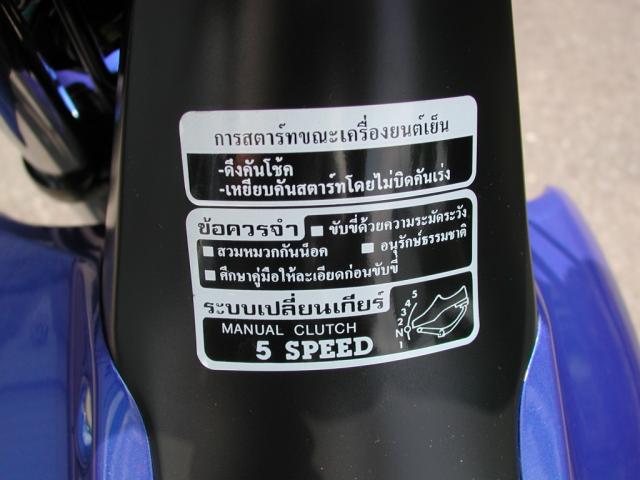 การสตาร์ทขณะเครื่องยนต์เย็น
-ดึงคันโช้ค
-เหยียบคันสตาร์ทโดยไม่บิดคันเร่ง
ข้อควรจำ ■ ขับขี่ด้วยความระมัดระวัง
■ สวมหมวกกันน็อค ■ อนุรักษ์ธรรมชาติ
■ ศึกษาคู่มือให้ละเอียดก่อนขับขี่
ระบบเปลี่ยนเกียร์
MANUAL CLUTCH
5 SPEED
5
4
3
2
N
1